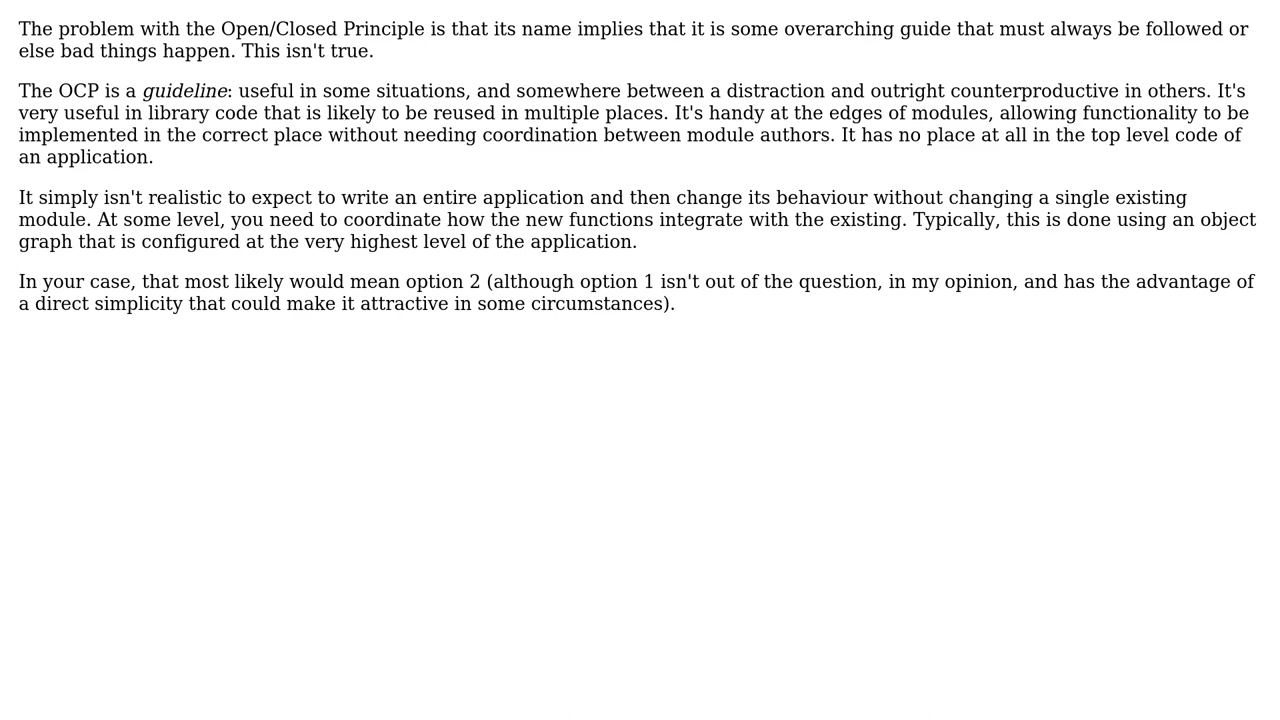 The problem with the Open/Closed Principle is that its name implies that it is some overarching guide that must always be followed or
else bad things happen. This isn't true.
The OCP is a guideline: useful in some situations, and somewhere between a distraction and outright counterproductive in others. It's
very useful in library code that is likely to be reused in multiple places. It's handy at the edges of modules, allowing functionality to be
implemented in the correct place without needing coordination between module authors. It has no place at all in the top level code of
an application.
It simply isn't realistic to expect to write an entire application and then change its behaviour without changing a single existing
module. At some level, you need to coordinate how the new functions integrate with the existing. Typically, this is done using an object
graph that is configured at the very highest level of the application.
In your case, that most likely would mean option 2 (although option 1 isn't out of the question, in my opinion, and has the advantage of
a direct simplicity that could make it attractive in some circumstances).